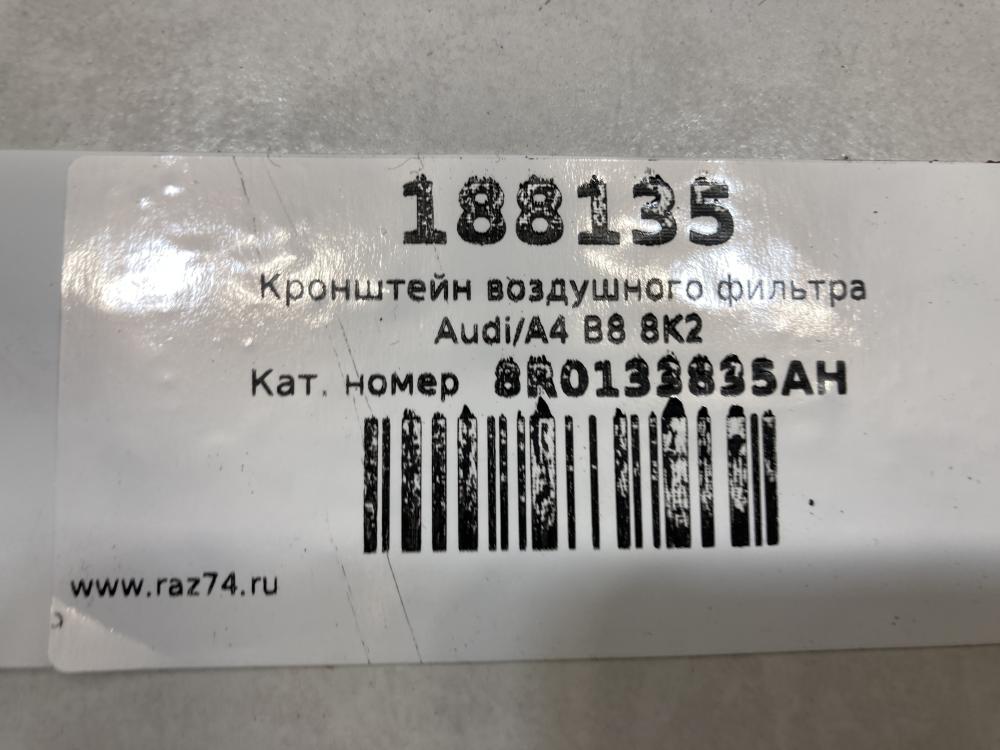 188135
Кронштейн воздушного фильтра
Audi/A4 B8 8K2
Кат. номер 8R0133835AH
www.raz74.ru